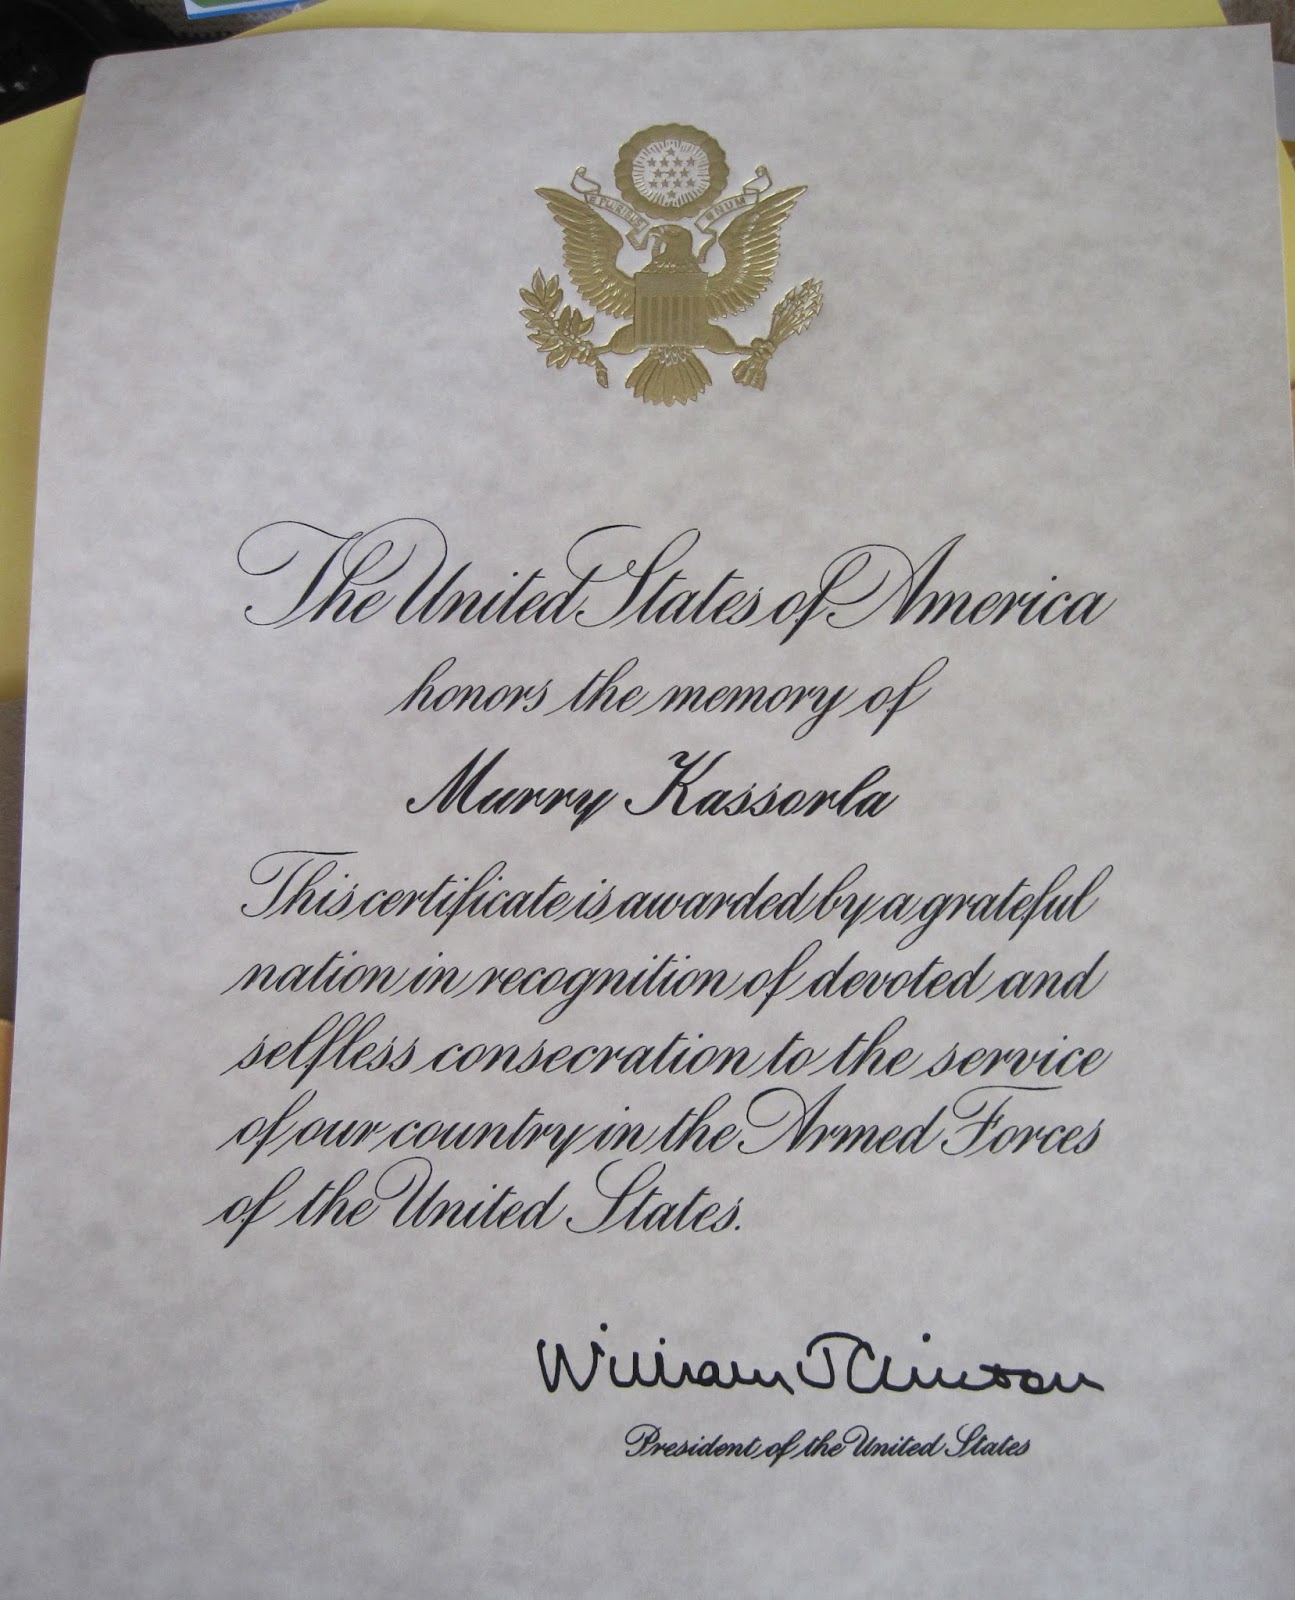 E PLURIBUS UNUM
The United States of America
honors the memory of
Murry Kassorla
This certificate is awarded by a grateful
nation in recognition of devoted and
selfless consecration to the service
of our country in the Armed Forces
of the United States.
William J Clinton
President of the United States